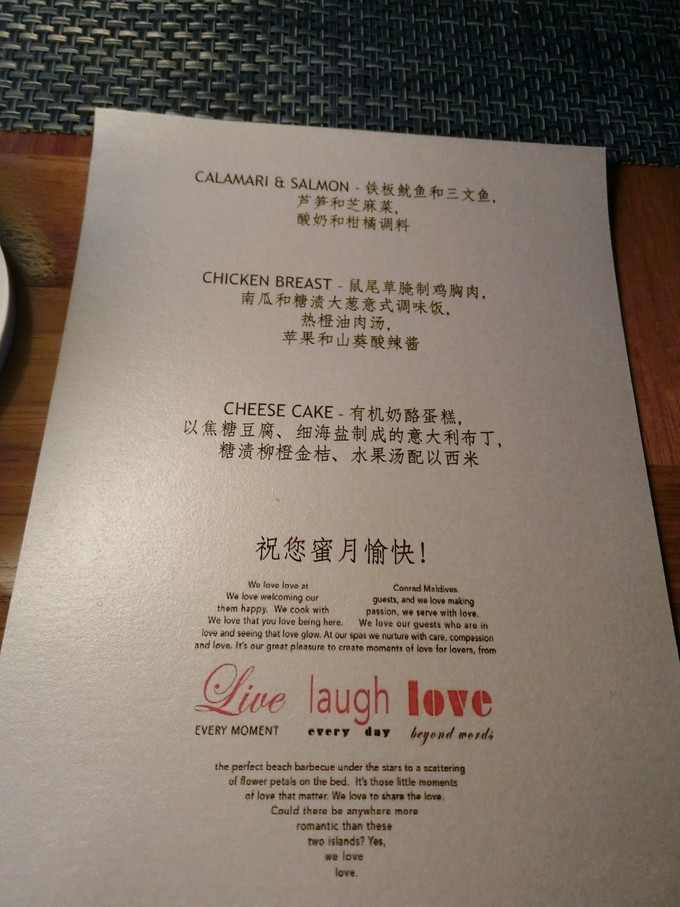 CALAMARI & SALMON - 铁板鱿鱼和三文鱼,
芦笋和芝麻菜,
酸奶和柑橘调料
CHICKEN BREAST - 鼠尾草腌制鸡胸肉,
南瓜和糖渍大葱意式调味饭,
热橙油肉汤,
苹果和山葵酸辣酱
CHEESE CAKE - 有机奶酪蛋糕,
以焦糖豆腐、细海盐制成的意大利布丁,
糖渍柳橙金桔、水果汤配以西米
祝您蜜月愉快!
We love love at Conrad Maldives.
We love welcoming our guests, and we love making
them happy. We cook with passion, we serve with love.
We love that you love being here. We love our guests who are in
love and seeing that love glow. At our spas we nurture with care, compassion
and love. It's our great pleasure to create moments of love for lovers, from
Live laugh love
EVERY MOMENT every day beyond words
the perfect beach barbecue under the stars to a scattering
of flower petals on the bed. It's those little moments
of love that matter. We love to share the love.
Could there be anywhere more
romantic than these
two islands? Yes,
we love
love.